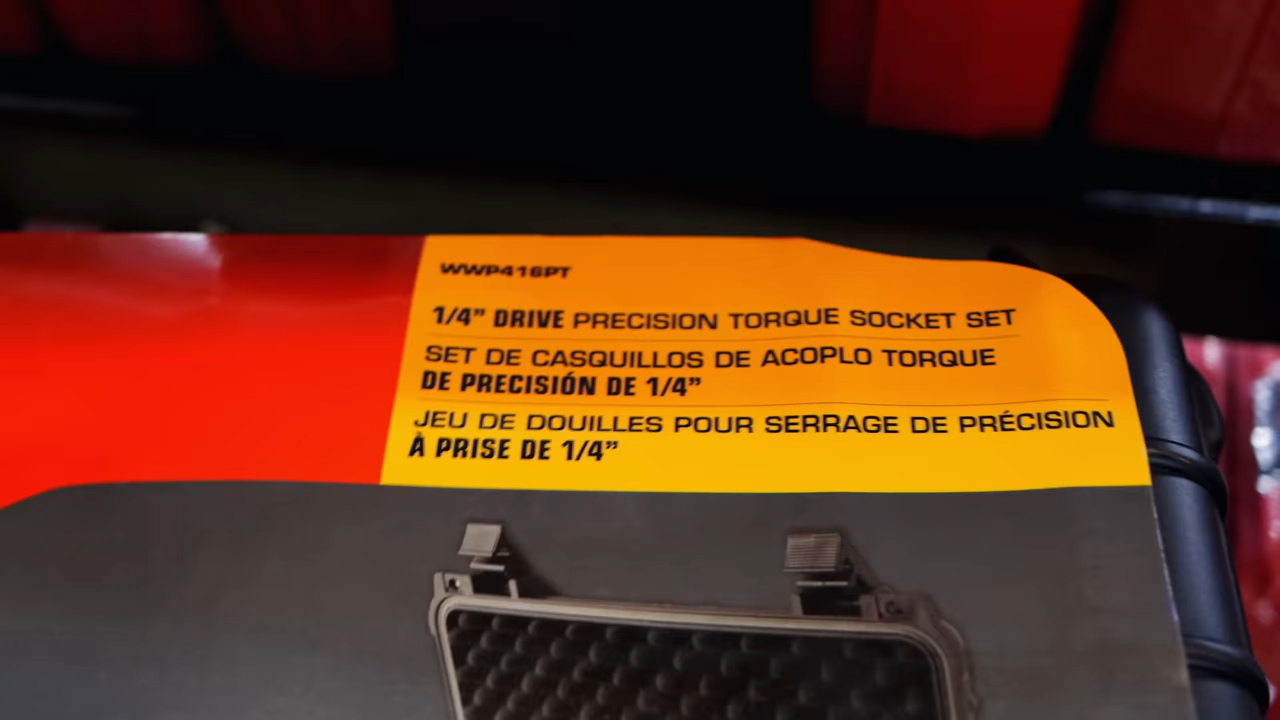 WWP416PT
1/4” DRIVE PRECISION TORQUE SOCKET SET
SET DE CASQUILLOS DE ACOPLO TORQUE
DE PRECISIÓN DE 1/4”
JEU DE DOUILLES POUR SERRAGE DE PRÉCISION
À PRISE DE 1/4”